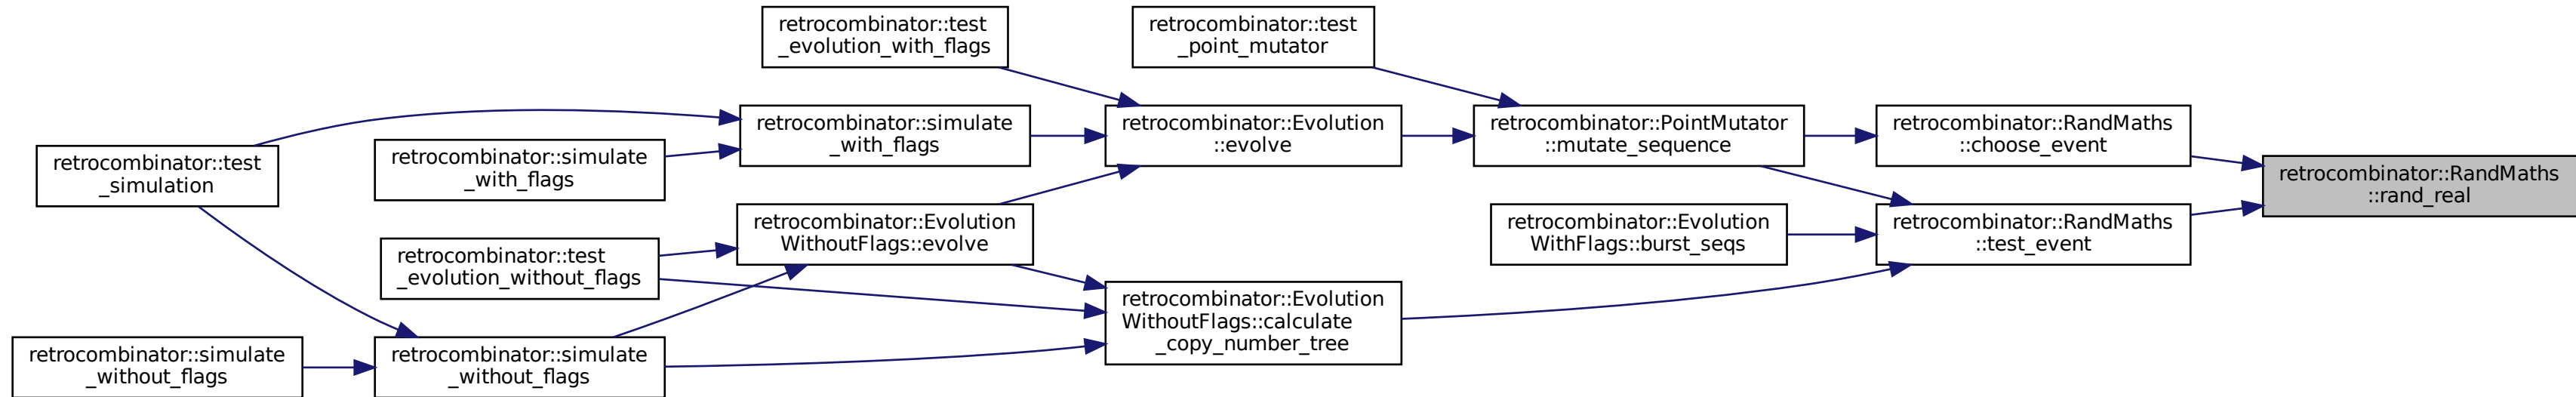 retrocombinator::test
_evolution_with_flags
retrocombinator::test
_point_mutator
retrocombinator::simulate
_with_flags
retrocombinator::Evolution
::evolve
retrocombinator::PointMutator
::mutate_sequence
retrocombinator::RandMaths
::choose_event
retrocombinator::test
_simulation
retrocombinator::simulate
_with_flags
retrocombinator::RandMaths
::rand_real
retrocombinator::Evolution
WithoutFlags::evolve
retrocombinator::Evolution
WithFlags::burst_seqs
retrocombinator::RandMaths
::test_event
retrocombinator::test
_evolution_without_flags
retrocombinator::Evolution
WithoutFlags::calculate
_copy_number_tree
retrocombinator::simulate
_without_flags
retrocombinator::simulate
_without_flags